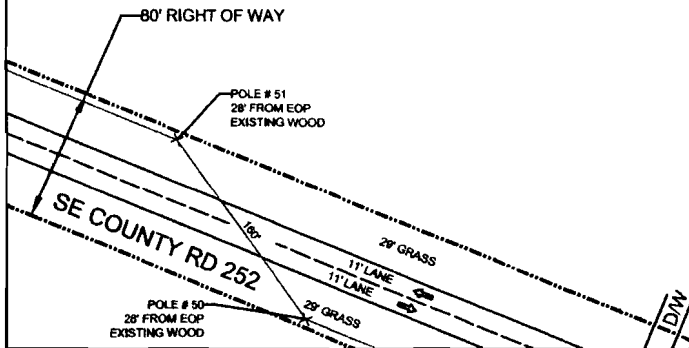 80' RIGHT OF WAY
POLE # 51
28' FROM EOP
EXISTING WOOD
SE COUNTY RD 252
160'
29' GRASS
11' LANE
11' LANE
29' GRASS
POLE # 50
28' FROM EOP
EXISTING WOOD
D/W